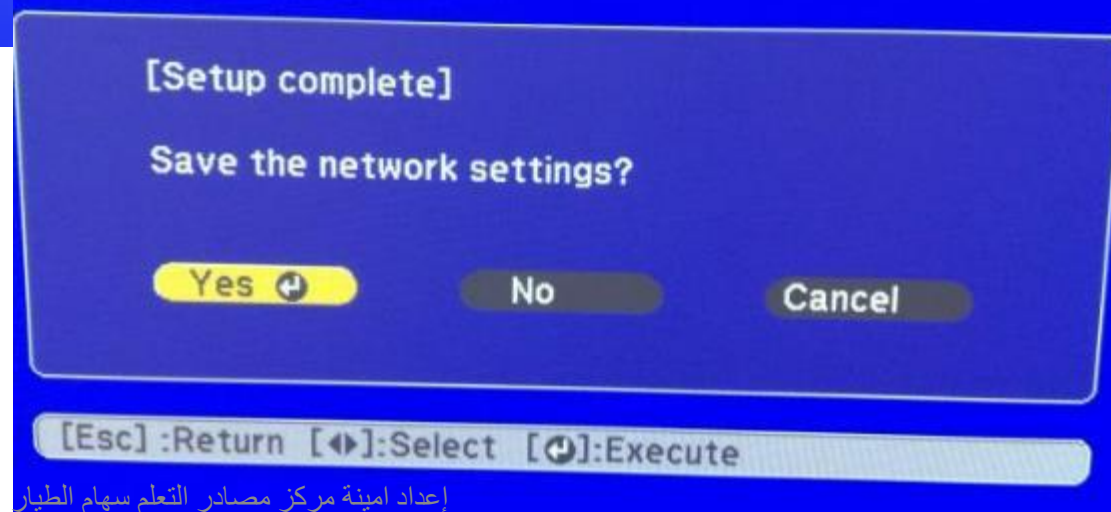 [Setup complete]
Save the network settings?
Yes No Cancel
[Esc] :Return [◀▶]:Select [↵]:Execute
إعداد امينة مركز مصادر التعلم سهام الطيار